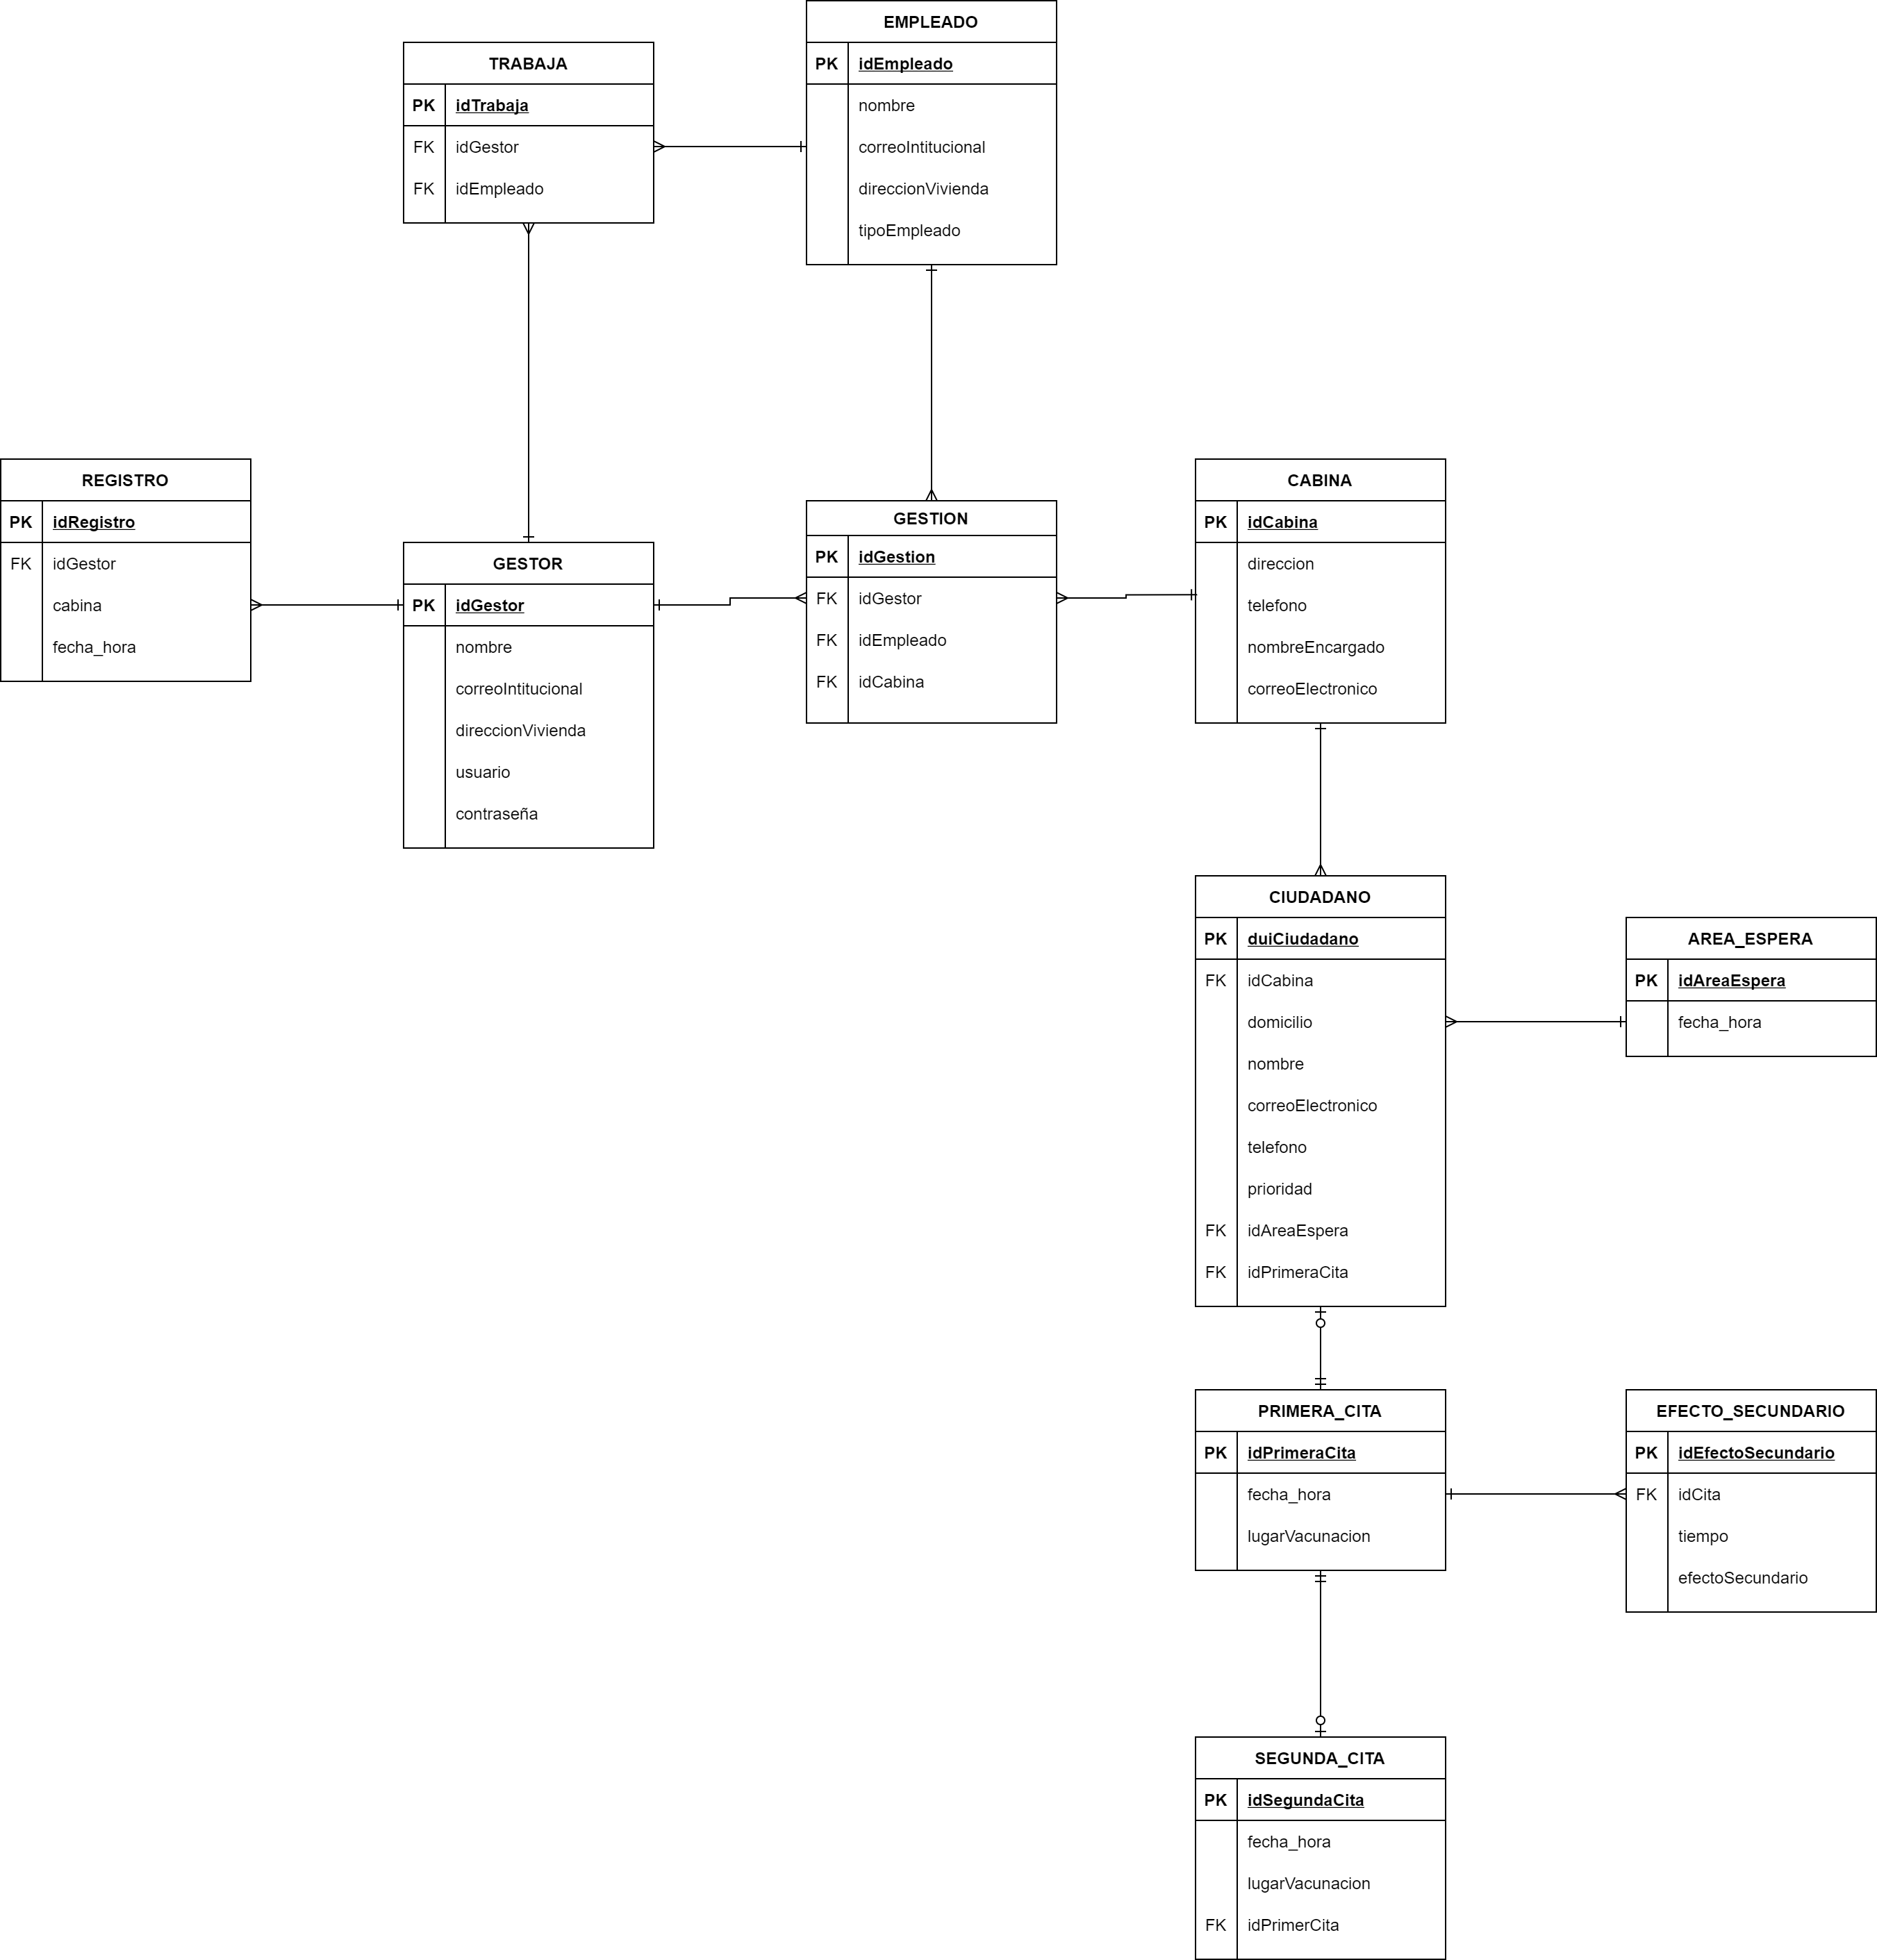 EMPLEADO
PK idEmpleado
nombre
correoIntitucional
direccionVivienda
tipoEmpleado
TRABAJA
PK idTrabaja
FK idGestor
FK idEmpleado
REGISTRO
PK idRegistro
FK idGestor
cabina
fecha_hora
GESTOR
PK idGestor
nombre
correoIntitucional
direccionVivienda
usuario
contraseña
GESTION
PK idGestion
FK idGestor
FK idEmpleado
FK idCabina
CABINA
PK idCabina
direccion
telefono
nombreEncargado
correoElectronico
CIUDADANO
PK duiCiudadano
FK idCabina
domicilio
nombre
correoElectronico
telefono
prioridad
FK idAreaEspera
FK idPrimeraCita
AREA_ESPERA
PK idAreaEspera
fecha_hora
PRIMERA_CITA
PK idPrimeraCita
fecha_hora
lugarVacunacion
EFECTO_SECUNDARIO
PK idEfectoSecundario
FK idCita
tiempo
efectoSecundario
SEGUNDA_CITA
PK idSegundaCita
fecha_hora
lugarVacunacion
FK idPrimerCita